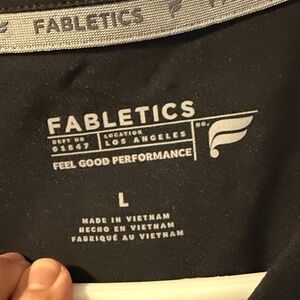 FABLETICS
FABLETICS
DEPT NO LOCATION NO.
01847 LOS ANGELES
FEEL GOOD PERFORMANCE
L
MADE IN VIETNAM
HECHO EN VIETNAM
FABRIQUÉ AU VIETNAM